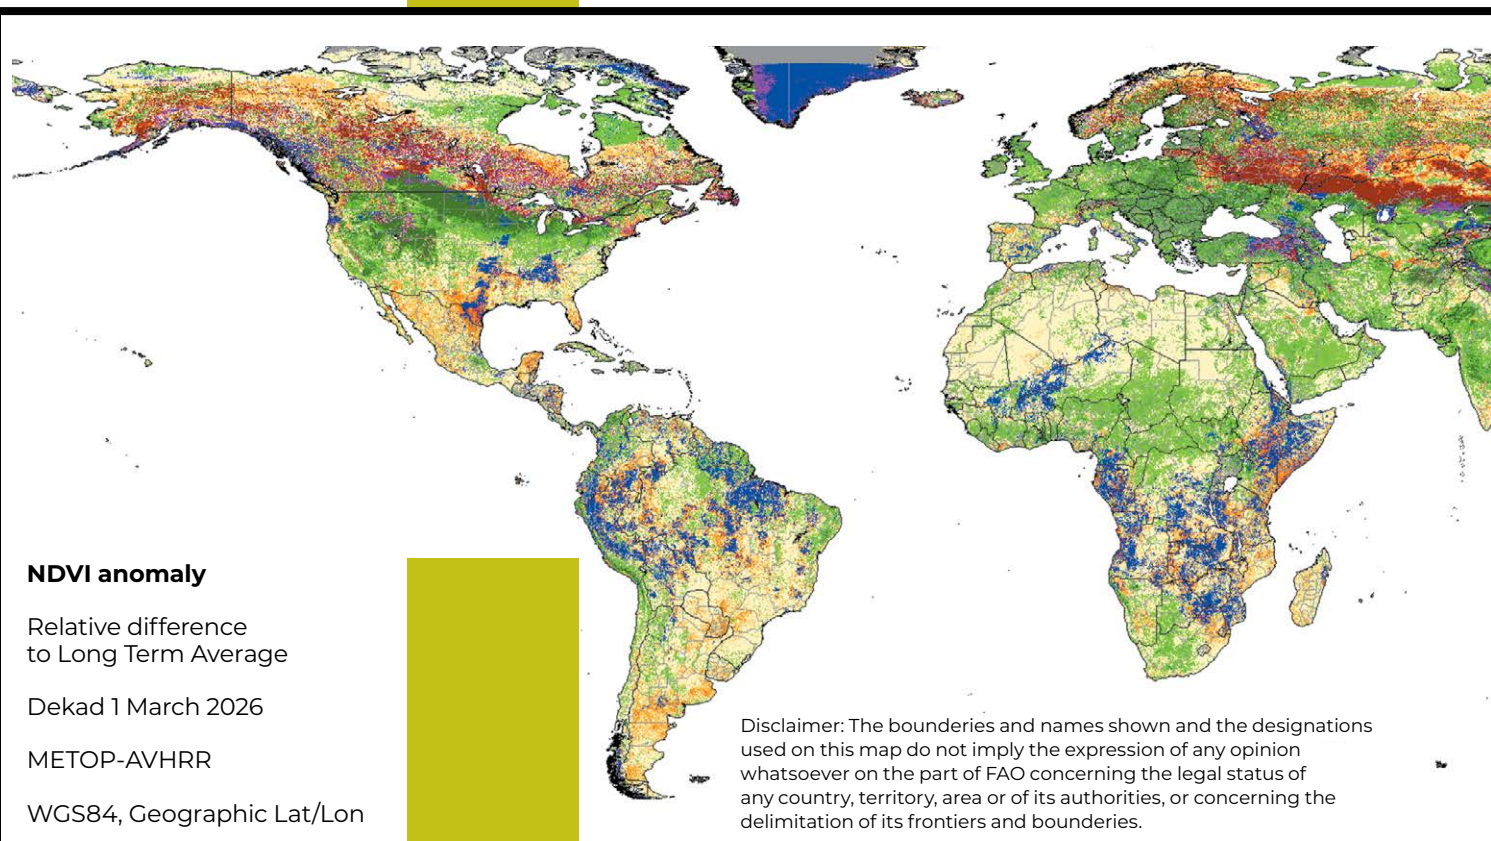 NDVI anomaly
Relative difference
to Long Term Average
Dekad 1 March 2026
METOP-AVHRR
WGS84, Geographic Lat/Lon
Disclaimer: The bounderies and names shown and the designations
used on this map do not imply the expression of any opinion
whatsoever on the part of FAO concerning the legal status of
any country, territory, area or of its authorities, or concerning the
delimitation of its frontiers and bounderies.